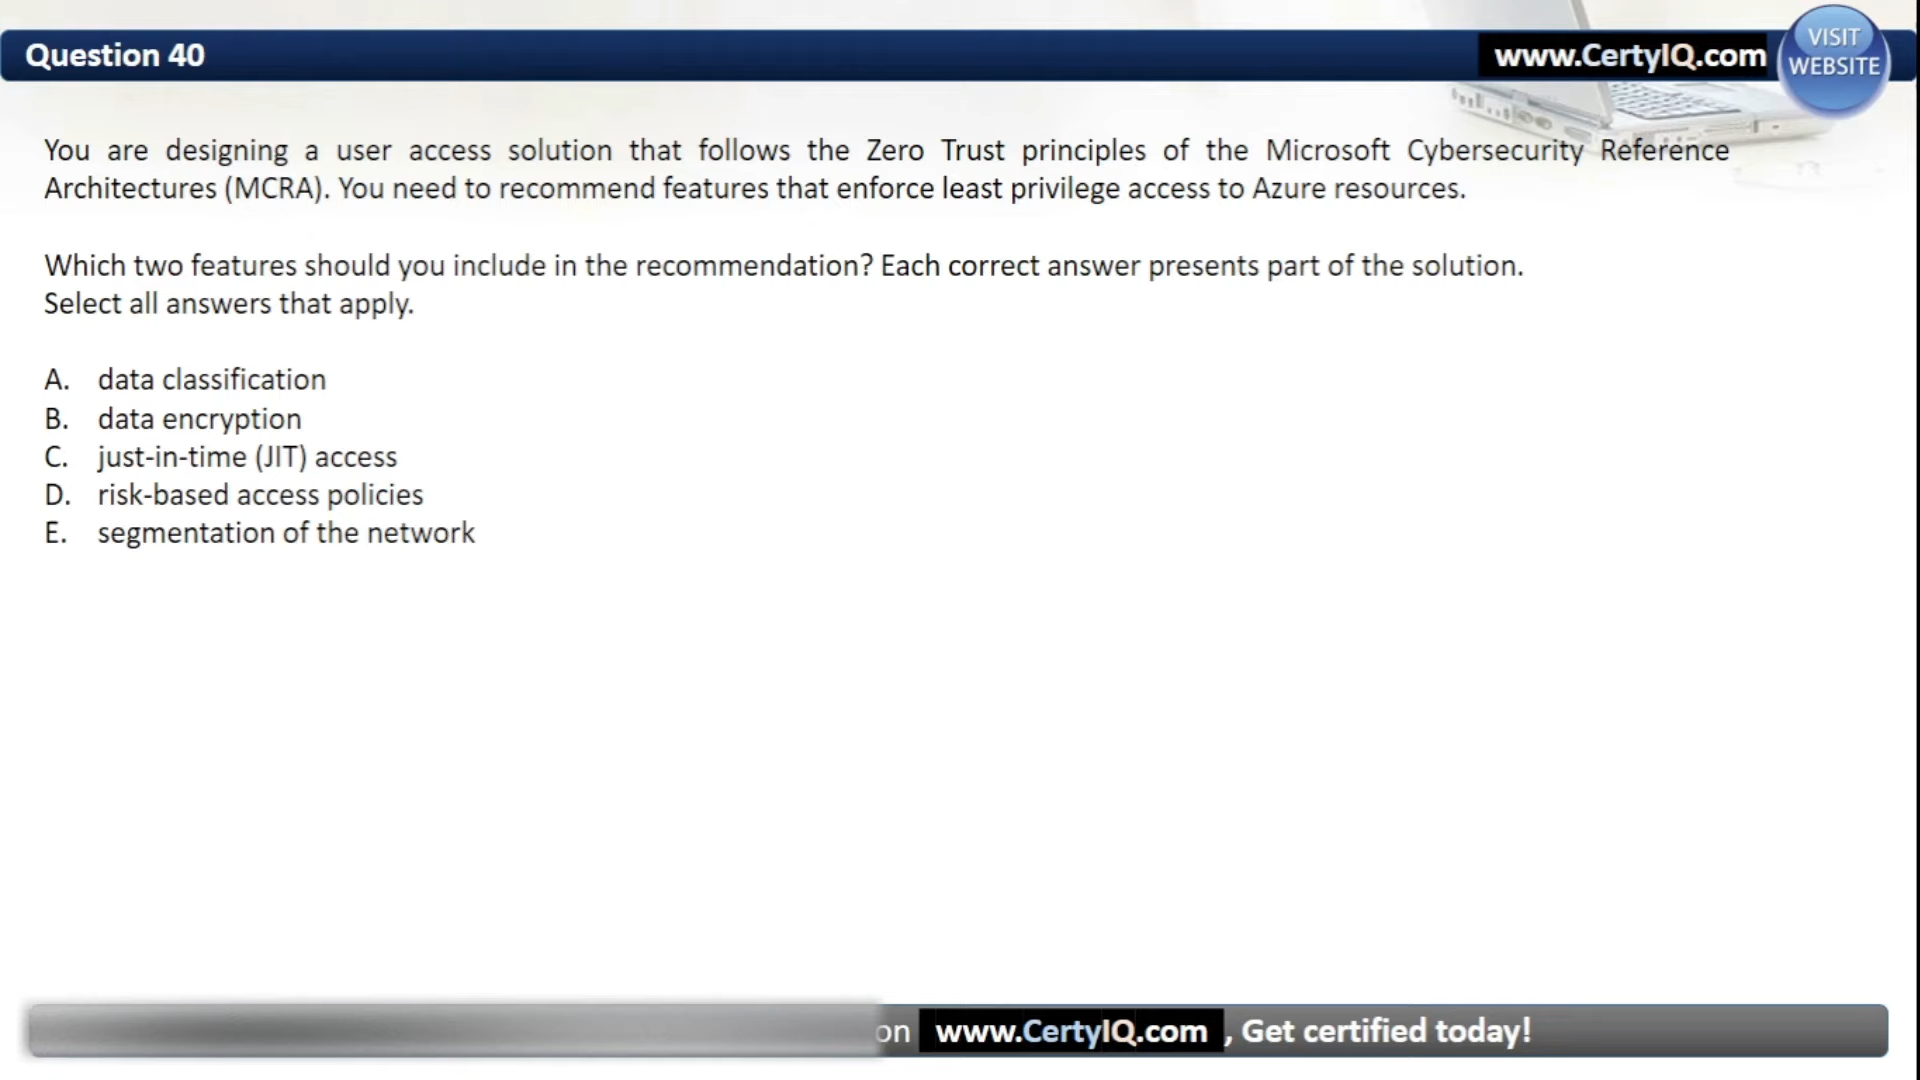 Question 40
www.CertyIQ.com
VISIT
WEBSITE
You are designing a user access solution that follows the Zero Trust principles of the Microsoft Cybersecurity Reference
Architectures (MCRA). You need to recommend features that enforce least privilege access to Azure resources.
Which two features should you include in the recommendation? Each correct answer presents part of the solution.
Select all answers that apply.
A. data classification
B. data encryption
C. just-in-time (JIT) access
D. risk-based access policies
E. segmentation of the network
on www.CertyIQ.com , Get certified today!